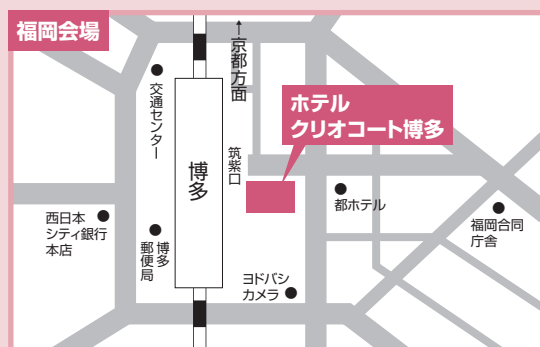 福岡会場
↑京都方面
交通センター
ホテル
クリオコート博多
筑紫口
博多
都ホテル
西日本
シティ銀行
本店
博多
郵便局
福岡合同
庁舎
ヨドバシ
カメラ